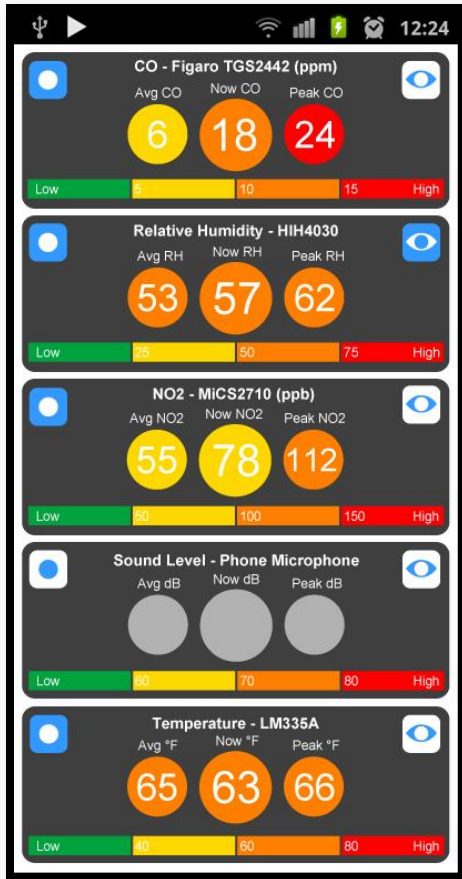 12:24
CO - Figaro TGS2442 (ppm)
Avg CO Now CO Peak CO
6 18 24
Low 5 10 15 High
Relative Humidity - HIH4030
Avg RH Now RH Peak RH
53 57 62
Low 25 50 75 High
NO2 - MiCS2710 (ppb)
Avg NO2 Now NO2 Peak NO2
55 78 112
Low 50 100 150 High
Sound Level - Phone Microphone
Avg dB Now dB Peak dB
Low 60 70 80 High
Temperature - LM335A
Avg °F Now °F Peak °F
65 63 66
Low 40 60 80 High